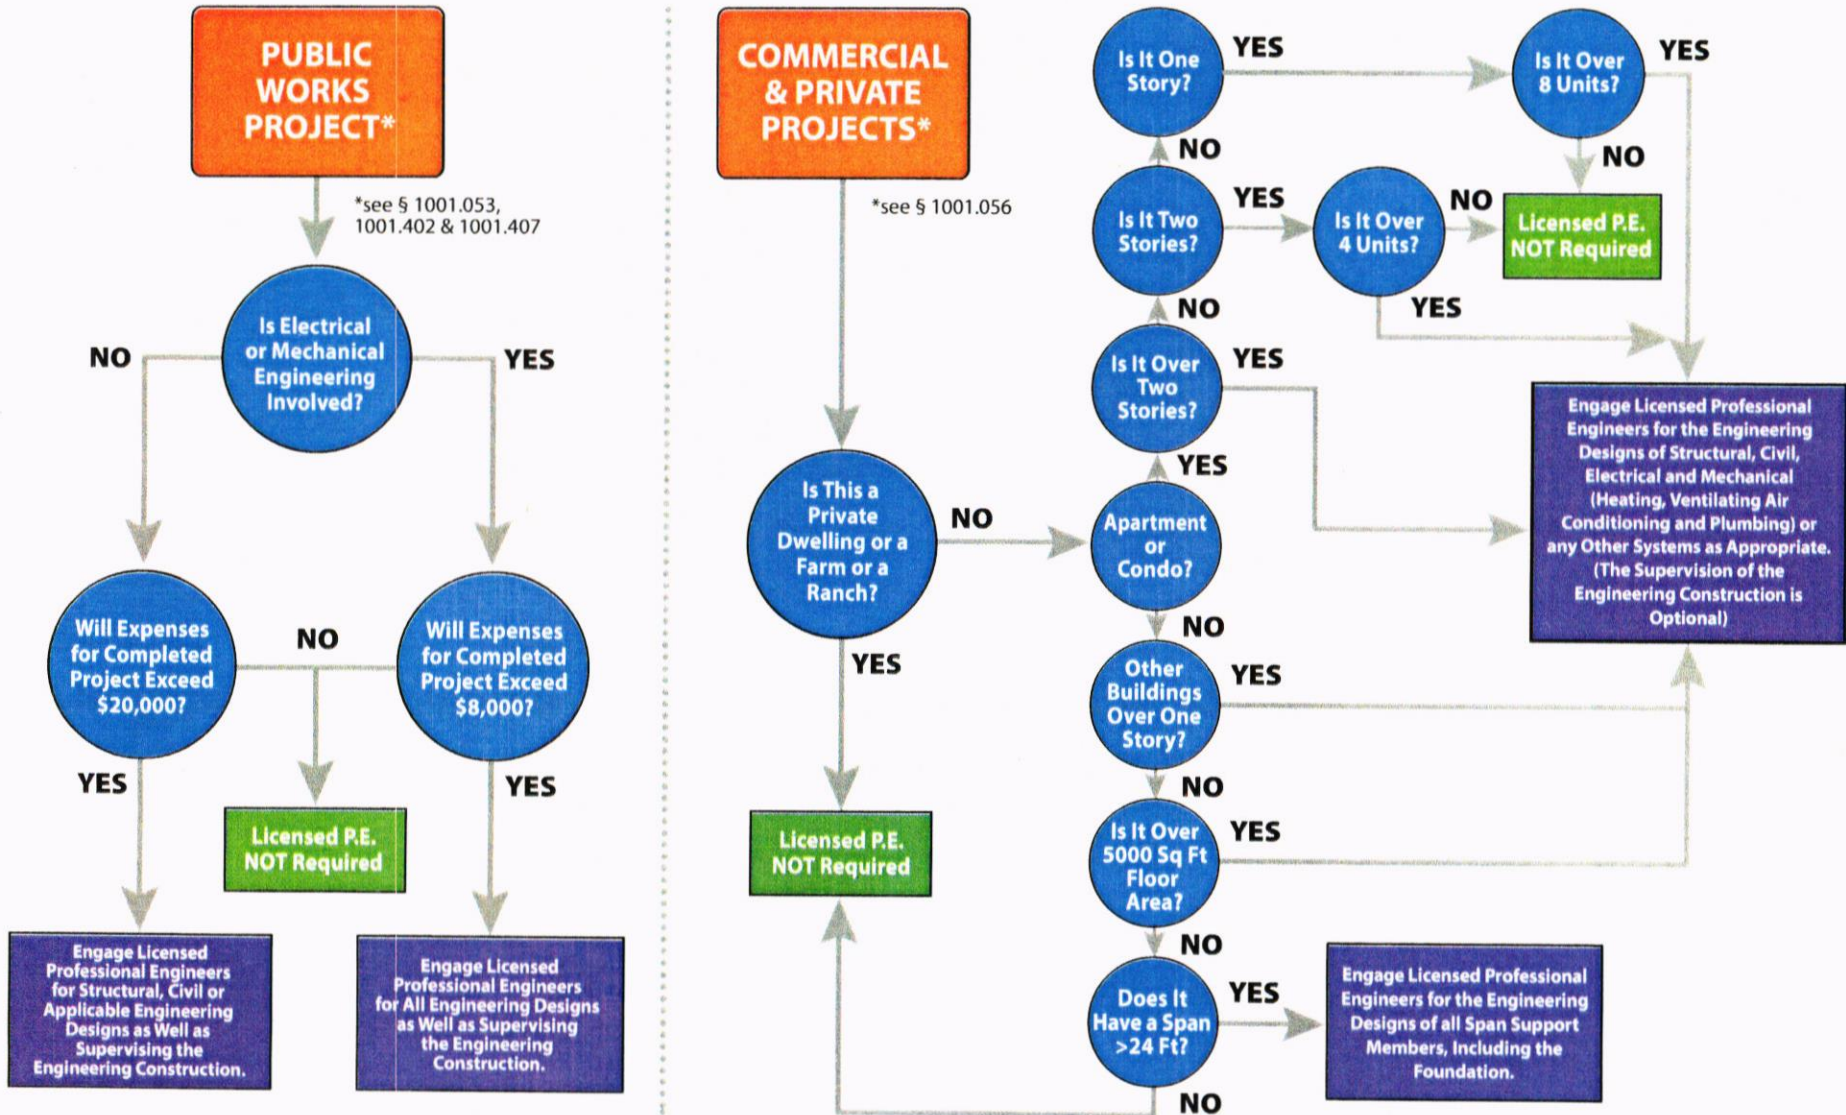 PUBLIC
WORKS
PROJECT*
*see § 1001.053,
1001.402 & 1001.407
Is Electrical
or Mechanical
Engineering
Involved?
NO
YES
Will Expenses
for Completed
Project Exceed
$20,000?
NO
Will Expenses
for Completed
Project Exceed
$8,000?
YES
YES
Licensed P.E.
NOT Required
Engage Licensed
Professional Engineers
for Structural, Civil or
Applicable Engineering
Designs as Well as
Supervising the
Engineering Construction.
Engage Licensed
Professional Engineers
for All Engineering Designs
as Well as Supervising
the Engineering
Construction.
COMMERCIAL
& PRIVATE
PROJECTS*
*see § 1001.056
Is This a
Private
Dwelling or a
Farm or a
Ranch?
NO
YES
Licensed P.E.
NOT Required
Is It One
Story?
YES
Is It Over
8 Units?
YES
NO
NO
Is It Two
Stories?
YES
Is It Over
4 Units?
NO
Licensed P.E.
NOT Required
YES
NO
Is It Over
Two
Stories?
YES
YES
Apartment
or
Condo?
NO
Engage Licensed Professional
Engineers for the Engineering
Designs of Structural, Civil,
Electrical and Mechanical
(Heating, Ventilating Air
Conditioning and Plumbing) or
any Other Systems as Appropriate.
(The Supervision of the
Engineering Construction is
Optional)
Other
Buildings
Over One
Story?
YES
NO
Is It Over
5000 Sq Ft
Floor
Area?
YES
NO
Does It
Have a Span
>24 Ft?
YES
NO
Engage Licensed Professional
Engineers for the Engineering
Designs of all Span Support
Members, Including the
Foundation.